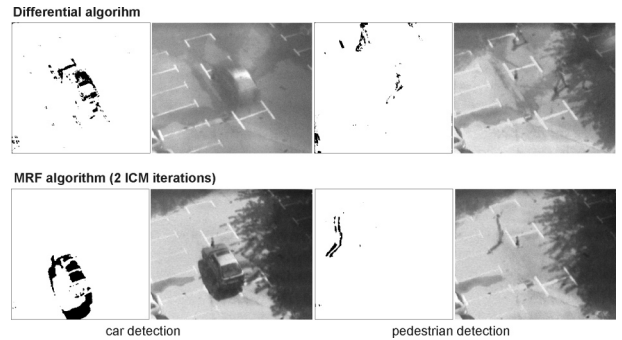 Differential algorihm
MRF algorithm (2 ICM iterations)
car detection
pedestrian detection